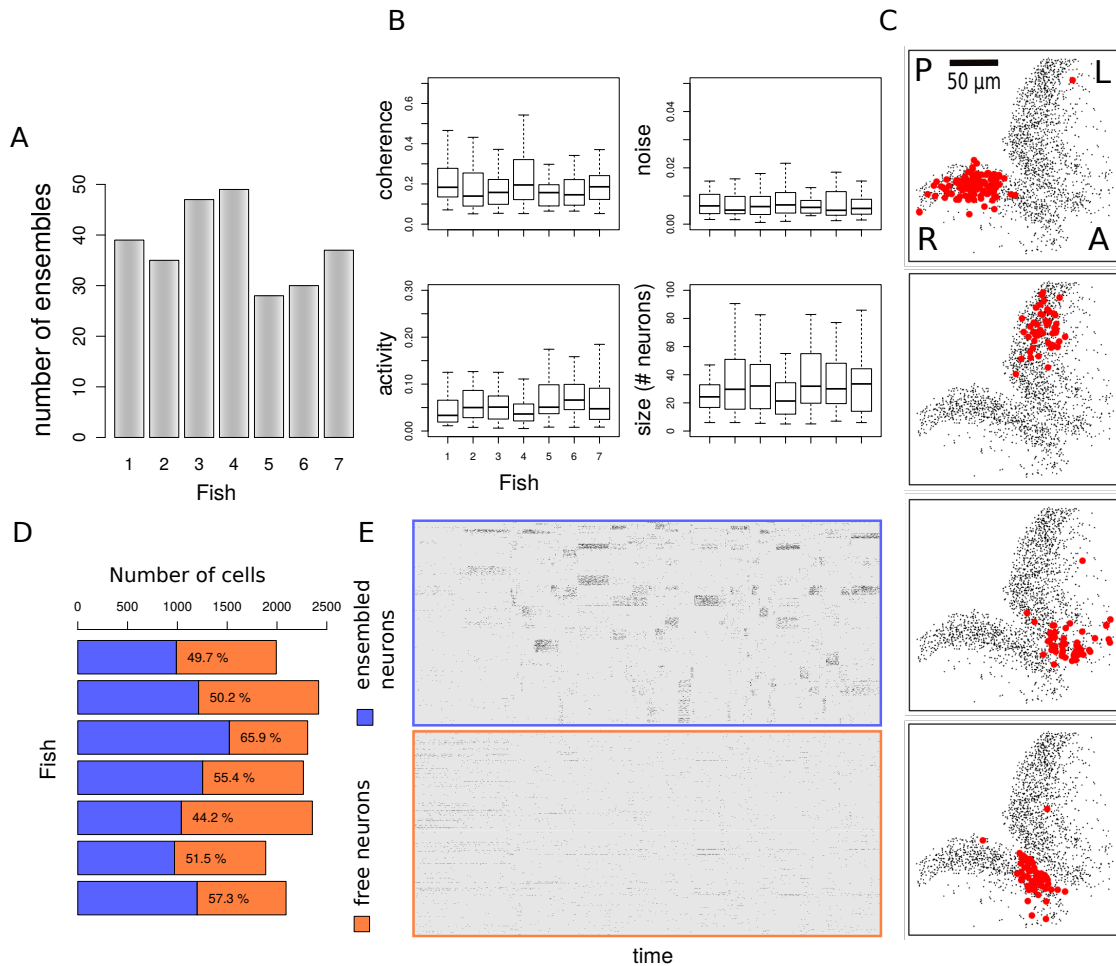 A
number of ensembles
50
40
30
20
10
0
1 2 3 4 5 6 7
Fish
B
coherence
0.6
0.4
0.2
0.0
noise
0.04
0.02
0.00
activity
0.20
0.10
0.00
1 2 3 4 5 6 7
Fish
size (# neurons)
100
80
60
40
20
0
C
P
50 µm
L
R
A
D
Number of cells
0 500 1000 1500 2000 2500
Fish
49.7 %
50.2 %
65.9 %
55.4 %
44.2 %
51.5 %
57.3 %
ensembled
neurons
free neurons
E
time